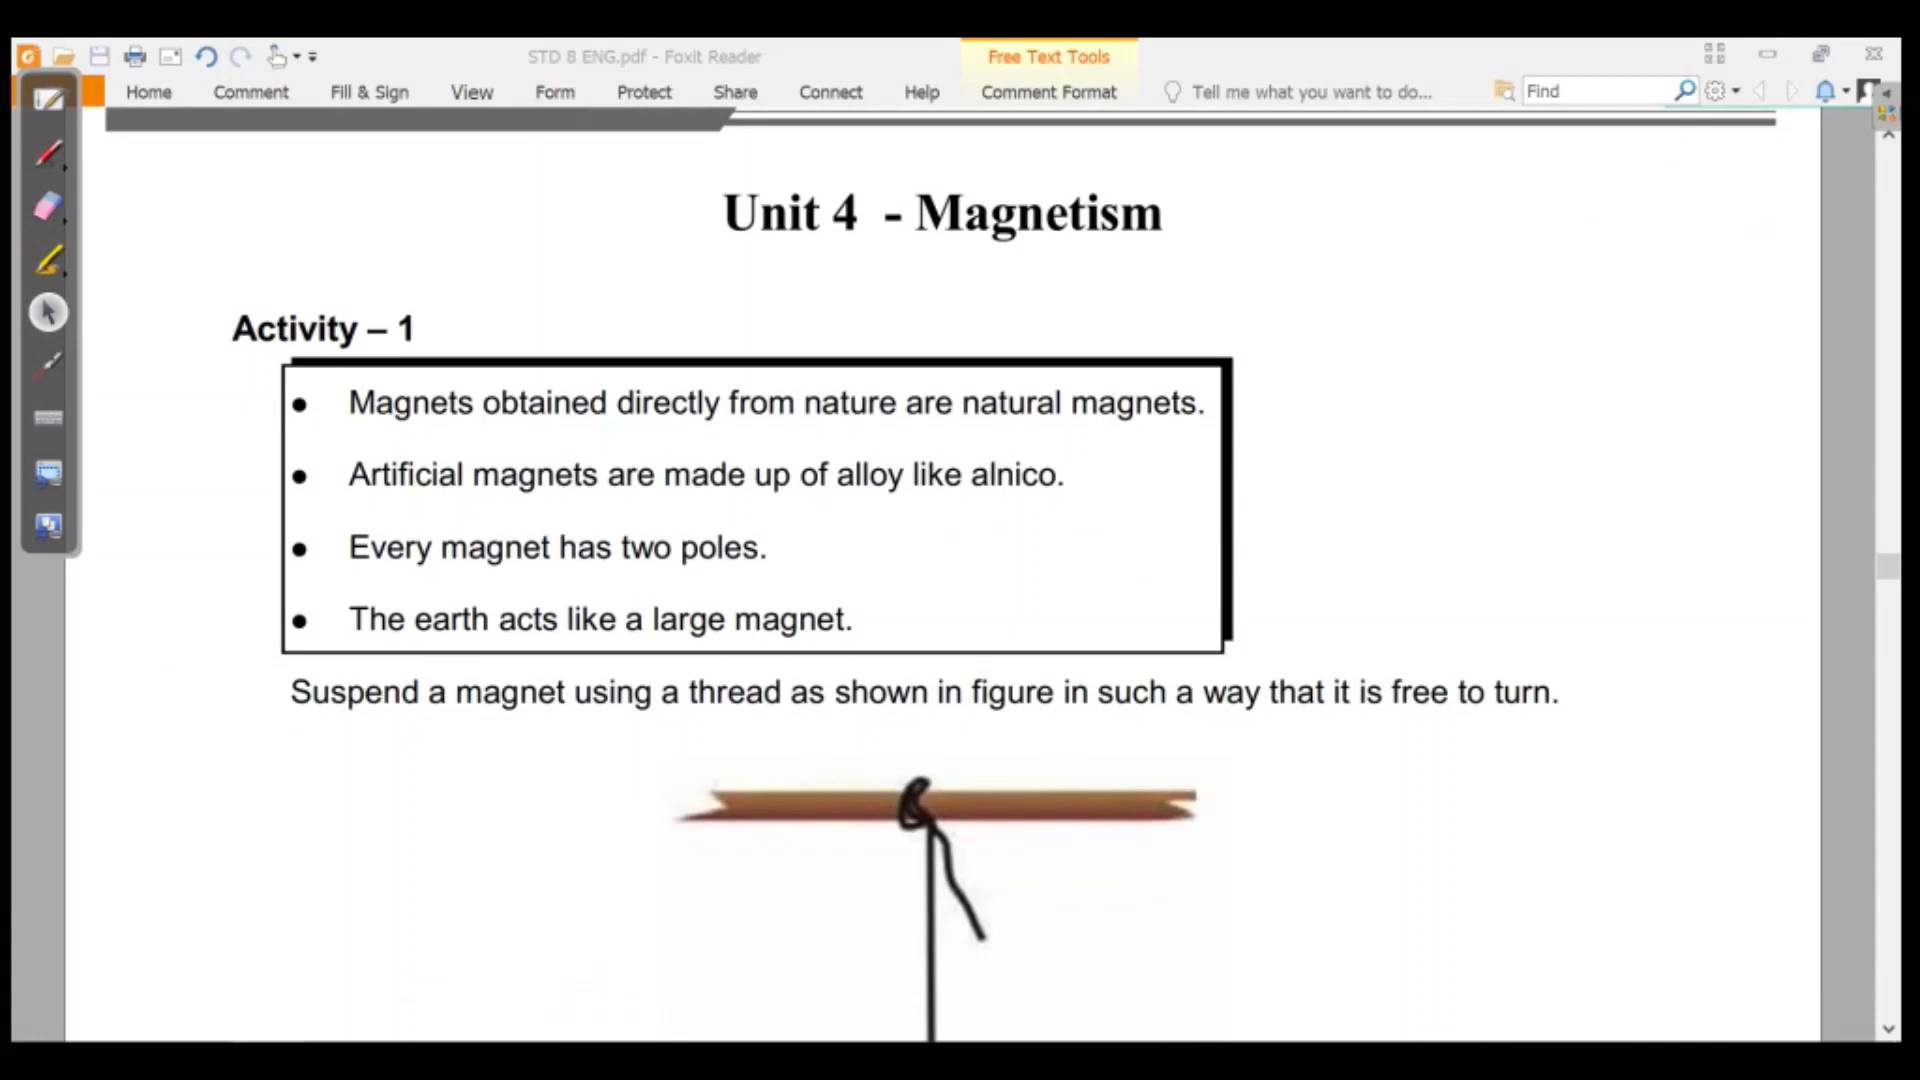 STD 8 ENG.pdf - Foxit Reader
Free Text Tools
Home Comment Fill & Sign View Form Protect Share Connect Help Comment Format Tell me what you want to do... Find
Unit 4 - Magnetism
Activity – 1
● Magnets obtained directly from nature are natural magnets.
● Artificial magnets are made up of alloy like alnico.
● Every magnet has two poles.
● The earth acts like a large magnet.
Suspend a magnet using a thread as shown in figure in such a way that it is free to turn.